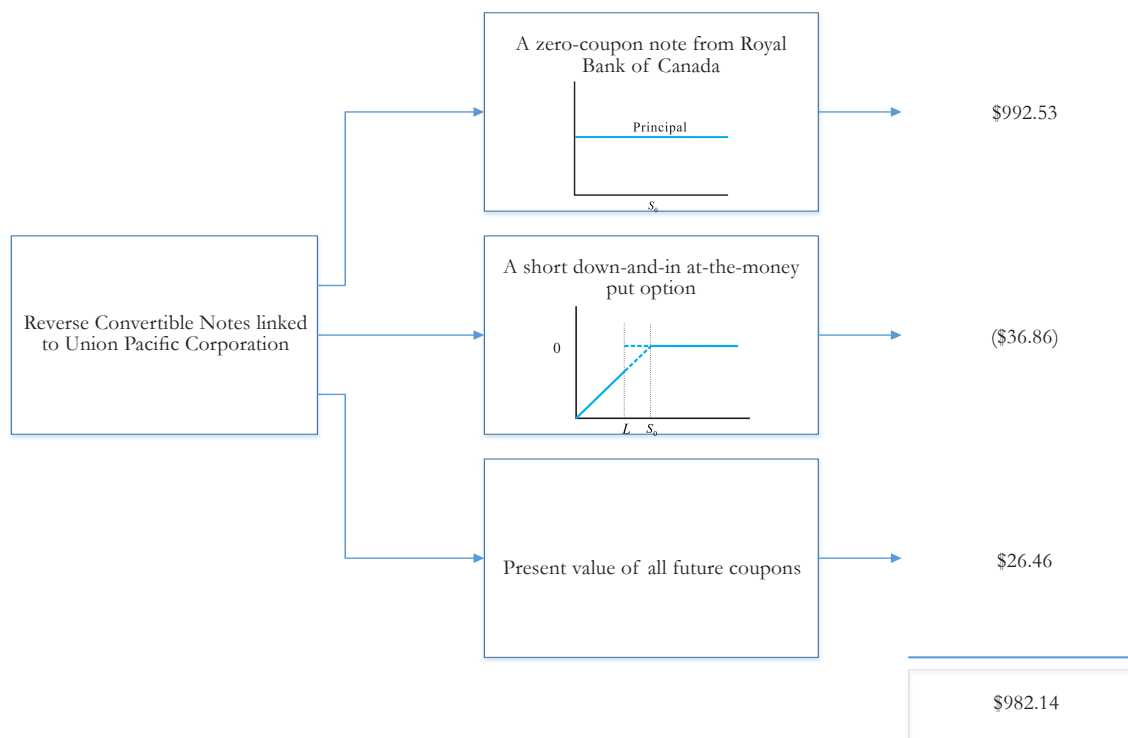 A zero-coupon note from Royal
Bank of Canada
Principal
S₀
$992.53
Reverse Convertible Notes linked
to Union Pacific Corporation
A short down-and-in at-the-money
put option
0
L S₀
($36.86)
Present value of all future coupons
$26.46
$982.14